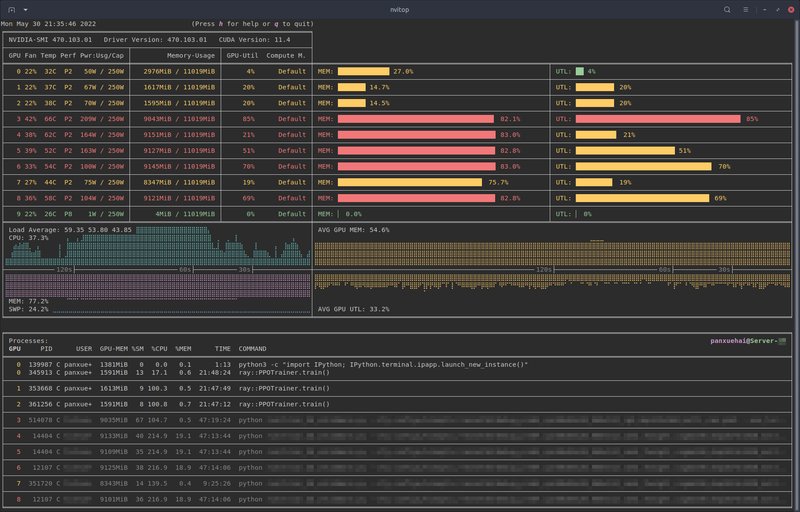 nvitop
Mon May 30 21:35:46 2022 (Press h for help or q to quit)
NVIDIA-SMI 470.103.01 Driver Version: 470.103.01 CUDA Version: 11.4
GPU Fan Temp Perf Pwr:Usg/Cap Memory-Usage GPU-Util Compute M.
0 22% 32C P2 50W / 250W 2976MiB / 11019MiB 4% Default MEM: 27.0% UTL: 4%
1 22% 37C P2 67W / 250W 1617MiB / 11019MiB 20% Default MEM: 14.7% UTL: 20%
2 22% 38C P2 70W / 250W 1595MiB / 11019MiB 20% Default MEM: 14.5% UTL: 20%
3 42% 66C P2 209W / 250W 9043MiB / 11019MiB 85% Default MEM: 82.1% UTL: 85%
4 38% 62C P2 164W / 250W 9151MiB / 11019MiB 21% Default MEM: 83.0% UTL: 21%
5 39% 52C P2 163W / 250W 9127MiB / 11019MiB 51% Default MEM: 82.8% UTL: 51%
6 33% 54C P2 100W / 250W 9145MiB / 11019MiB 70% Default MEM: 83.0% UTL: 70%
7 27% 44C P2 75W / 250W 8347MiB / 11019MiB 19% Default MEM: 75.7% UTL: 19%
8 36% 58C P2 104W / 250W 9119MiB / 11019MiB 69% Default MEM: 82.8% UTL: 69%
9 22% 26C P8 1W / 250W 4MiB / 11019MiB 0% Default MEM: 0.0% UTL: 0%
Load Average: 59.35 53.80 43.85 AVG GPU MEM: 54.6%
CPU: 37.3%
120s 60s 30s 120s 60s 30s
MEM: 77.2%
SWP: 24.2% AVG GPU UTL: 33.2%
Processes: panxuehai@Server-
GPU PID USER GPU-MEM %SM %CPU %MEM TIME COMMAND
0 139987 C panxue+ 1381MiB 0 0.0 0.1 1:13 python3 -c "import IPython; IPython.terminal.ipapp.launch_new_instance()"
0 345913 C panxue+ 1591MiB 13 17.1 0.6 21:48:24 ray::PPOTrainer.train()
1 353668 C panxue+ 1613MiB 9 100.3 0.5 21:47:49 ray::PPOTrainer.train()
2 361256 C panxue+ 1591MiB 8 100.8 0.7 21:47:12 ray::PPOTrainer.train()
3 514078 C 9035MiB 67 104.7 0.5 47:19:24 python
4 14404 C 9133MiB 40 214.9 19.1 47:13:44 python
5 14404 C 9109MiB 35 214.9 19.1 47:13:44 python
6 12107 C 9125MiB 38 216.9 18.9 47:14:06 python
7 351720 C 8343MiB 14 139.5 0.4 9:25:26 python
8 12107 C 9101MiB 36 216.9 18.9 47:14:06 python